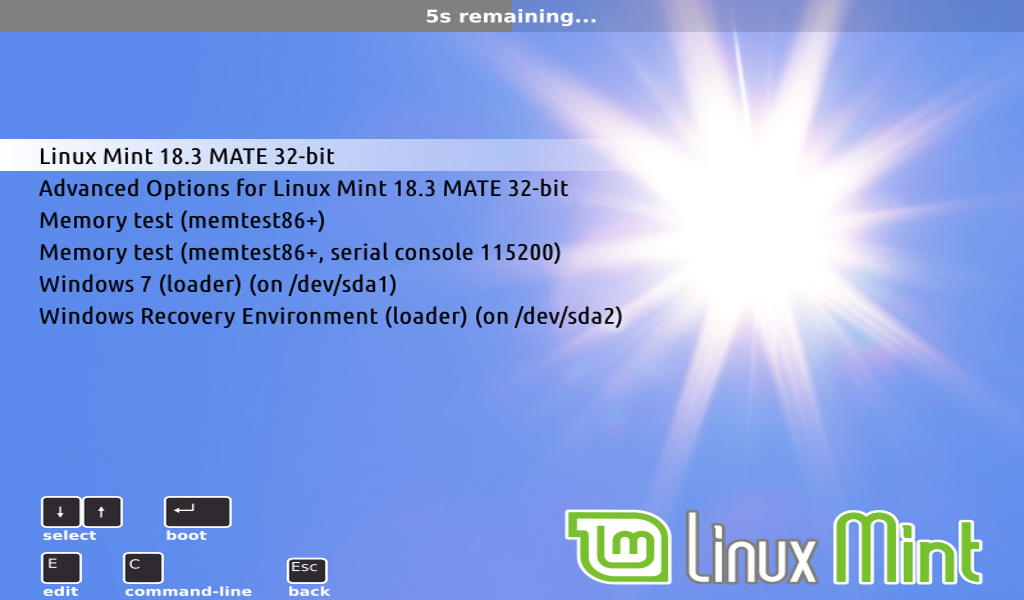 5s remaining...
Linux Mint 18.3 MATE 32-bit
Advanced Options for Linux Mint 18.3 MATE 32-bit
Memory test (memtest86+)
Memory test (memtest86+, serial console 115200)
Windows 7 (loader) (on /dev/sda1)
Windows Recovery Environment (loader) (on /dev/sda2)
↓ ↑ ↵
select boot
E C Esc
edit command-line back
lm Linux Mint